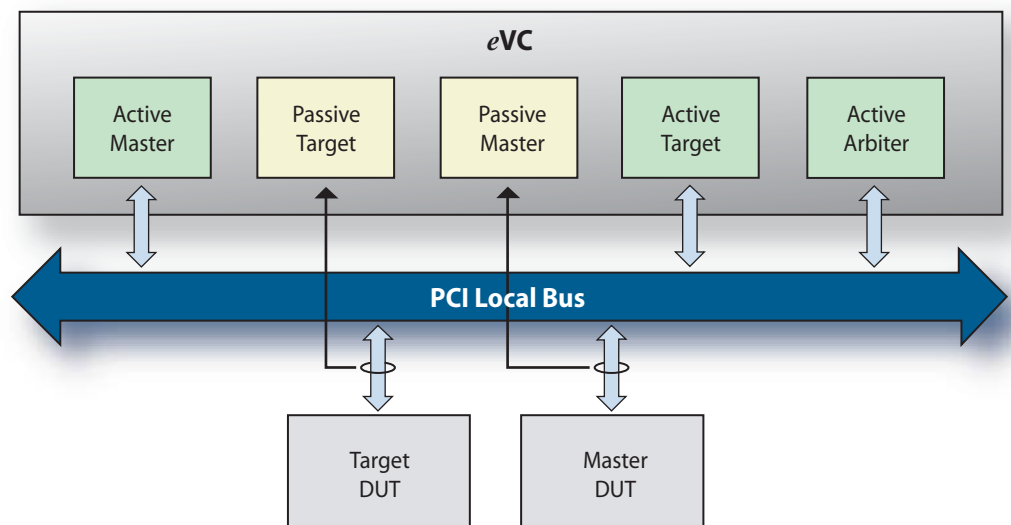 eVC
Active
Master
Passive
Target
Passive
Master
Active
Target
Active
Arbiter
PCI Local Bus
Target
DUT
Master
DUT